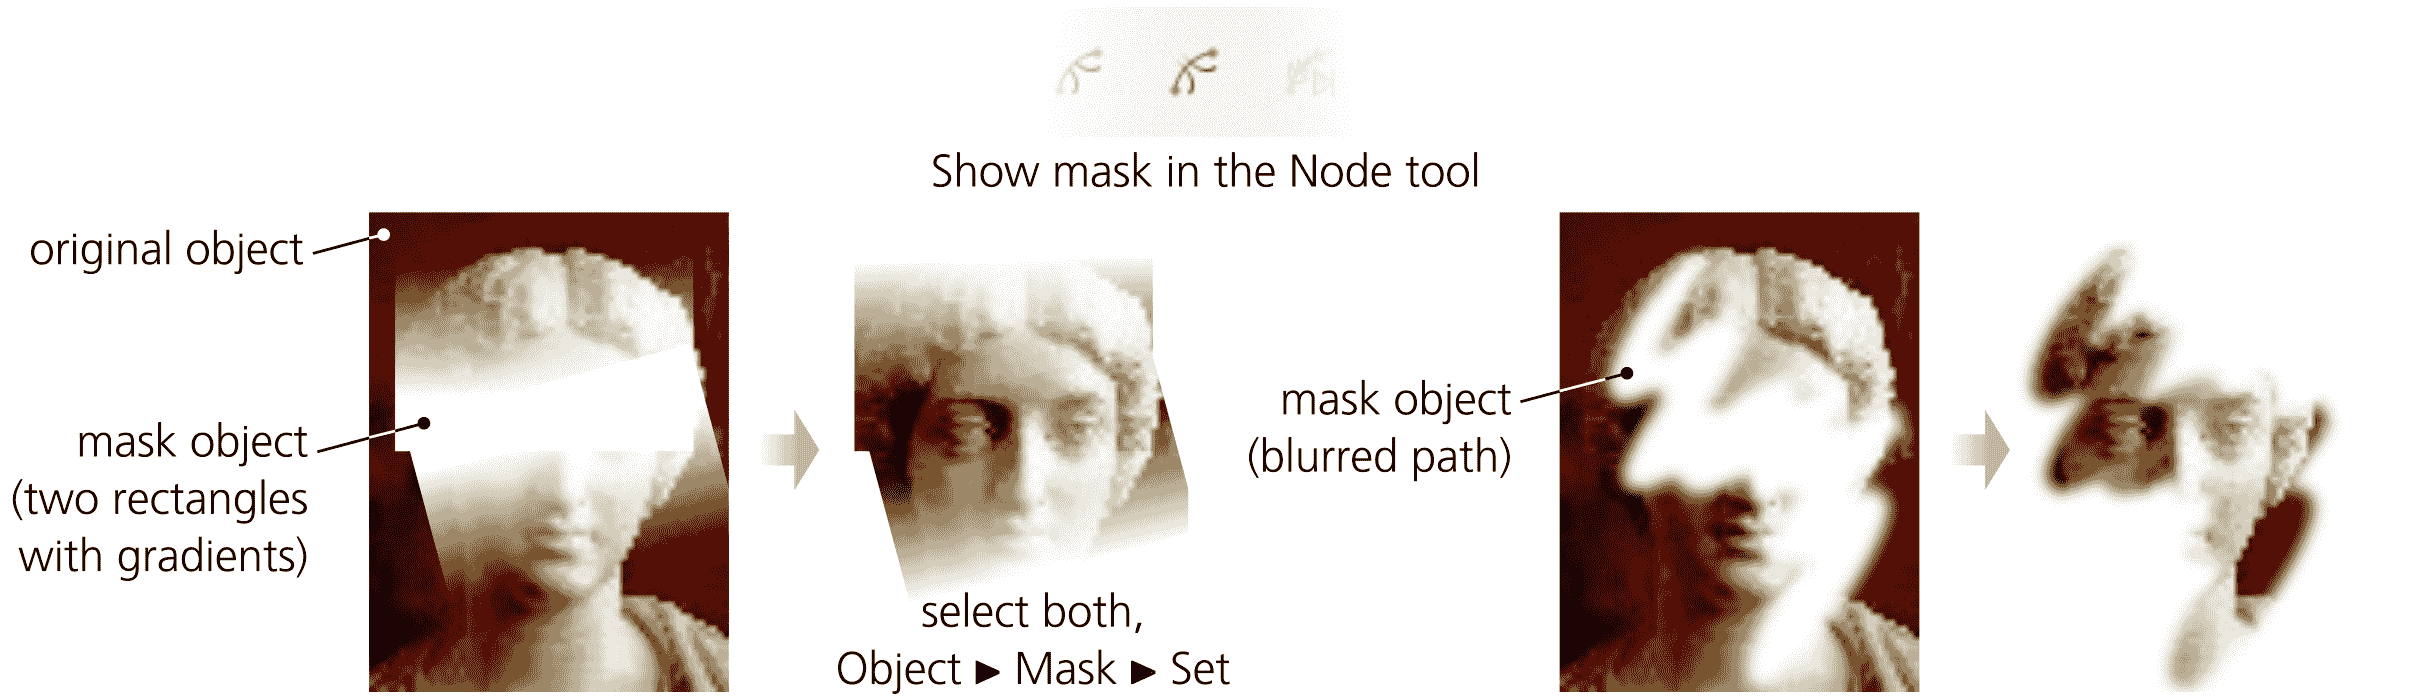 Show mask in the Node tool
original object
mask object
(two rectangles
with gradients)
select both,
Object ► Mask ► Set
mask object
(blurred path)